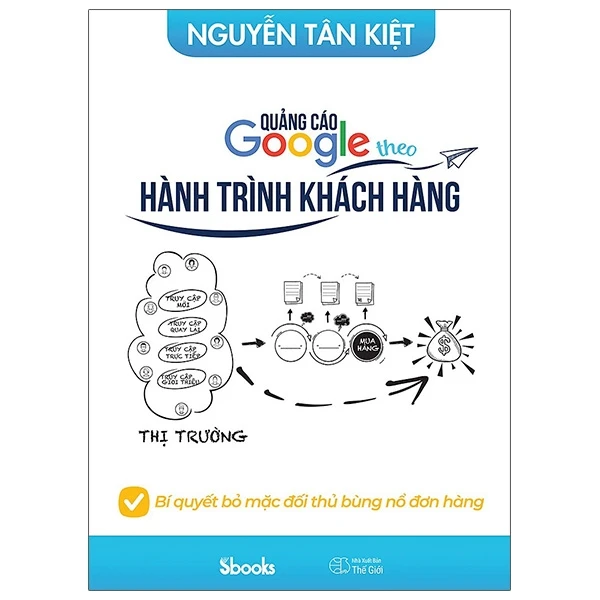 NGUYỄN TÂN KIỆT
QUẢNG CÁO
Google theo
HÀNH TRÌNH KHÁCH HÀNG
TRUY CẬP
MỚI
TRUY CẬP
QUAY LẠI
TRUY CẬP
TRỰC TIẾP
TRUY CẬP
GIỚI THIỆU
MUA
HÀNG
$
THỊ TRƯỜNG
Bí quyết bỏ mặc đối thủ bùng nổ đơn hàng
Sbooks
Nhà Xuất Bản
Thế Giới